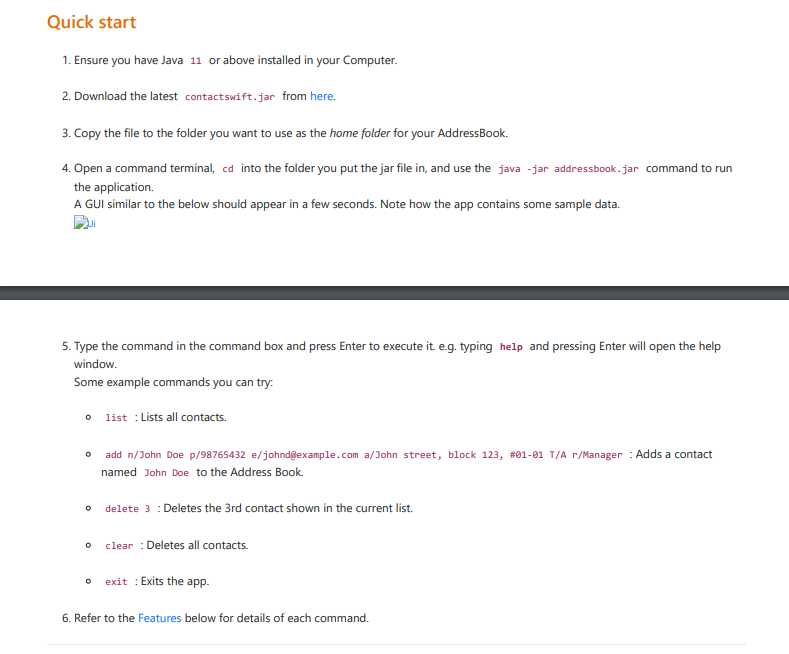 Quick start
1. Ensure you have Java 11 or above installed in your Computer.
2. Download the latest contactswift.jar from here.
3. Copy the file to the folder you want to use as the home folder for your AddressBook.
4. Open a command terminal, cd into the folder you put the jar file in, and use the java -jar addressbook.jar command to run
the application.
A GUI similar to the below should appear in a few seconds. Note how the app contains some sample data.
Ui
5. Type the command in the command box and press Enter to execute it. e.g. typing help and pressing Enter will open the help
window.
Some example commands you can try:
list : Lists all contacts.
add n/John Doe p/98765432 e/johnd@example.com a/John street, block 123, #01-01 T/A r/Manager : Adds a contact
named John Doe to the Address Book.
delete 3 : Deletes the 3rd contact shown in the current list.
clear : Deletes all contacts.
exit : Exits the app.
6. Refer to the Features below for details of each command.